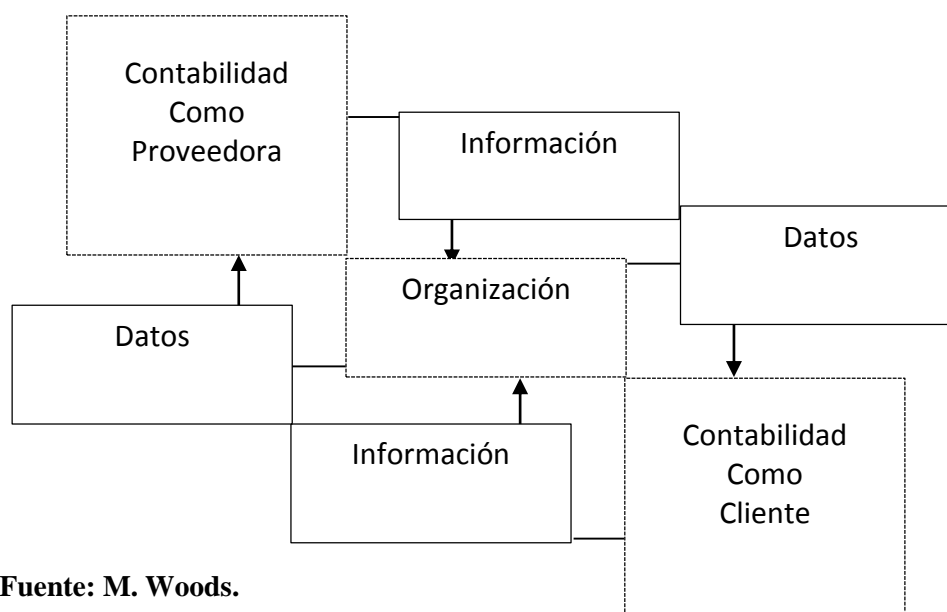 Contabilidad
Como
Proveedora
Información
Datos
Organización
Datos
Información
Contabilidad
Como
Cliente
Fuente: M. Woods.